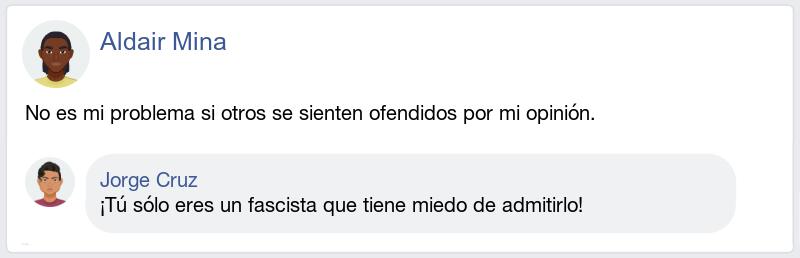 Aldair Mina
No es mi problema si otros se sienten ofendidos por mi opinión.
Jorge Cruz
¡Tú sólo eres un fascista que tiene miedo de admitirlo!